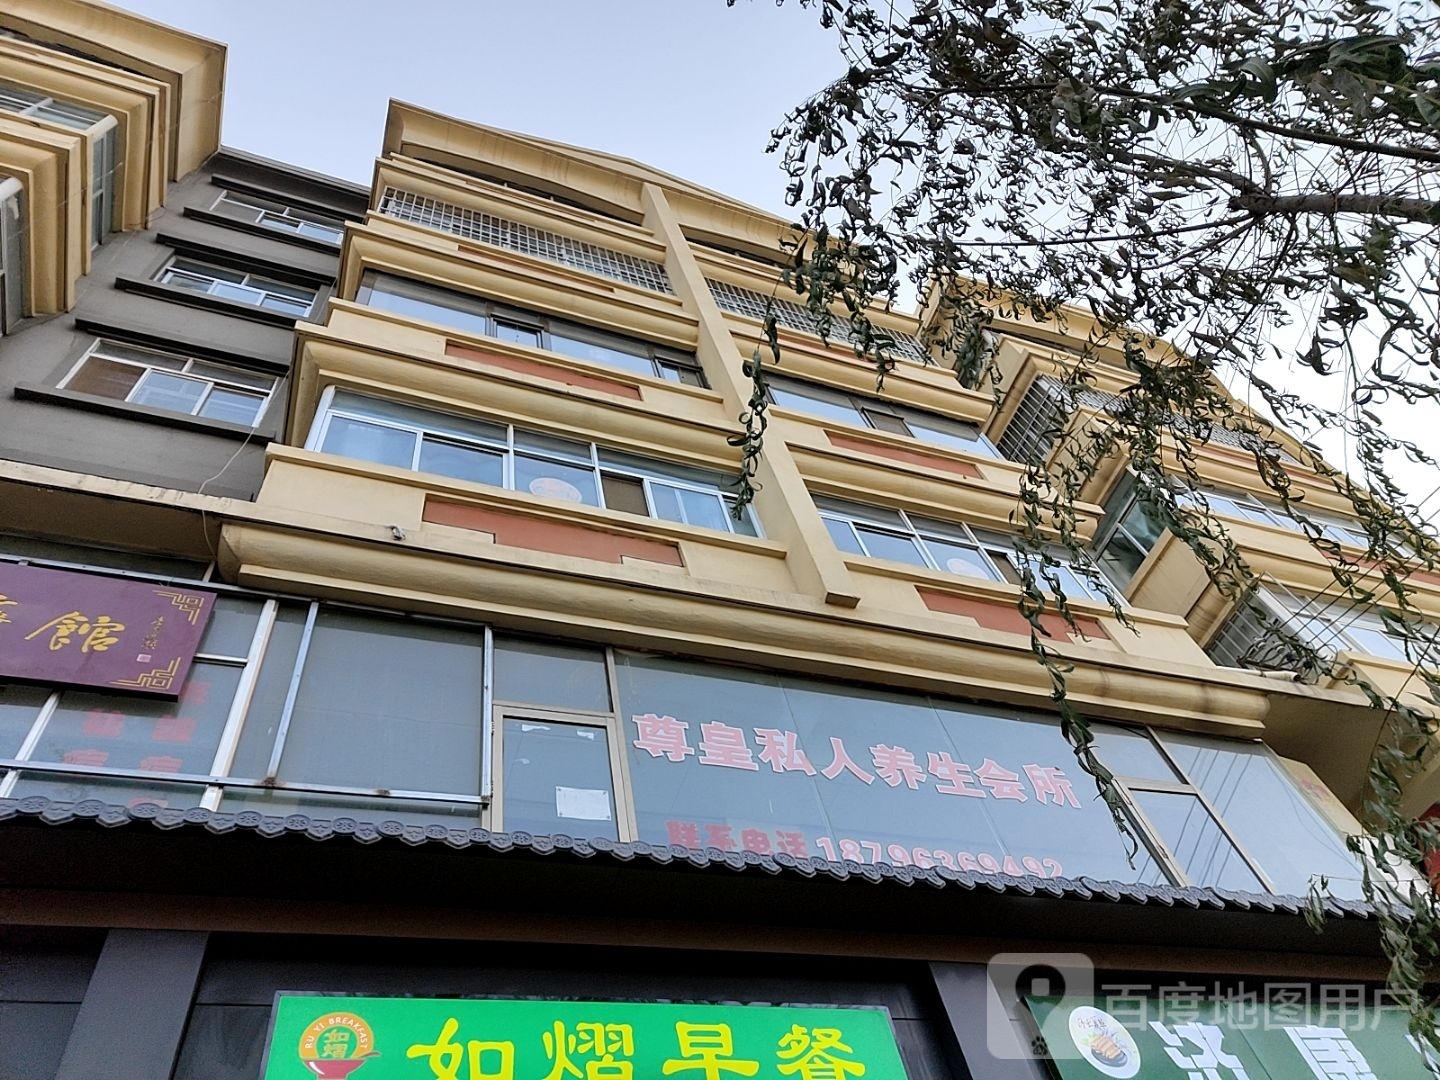 館
尊皇私人养生会所
联系电话 18796369492
RU YI BREAKFAST
如熠
如熠早餐
百度地图用户